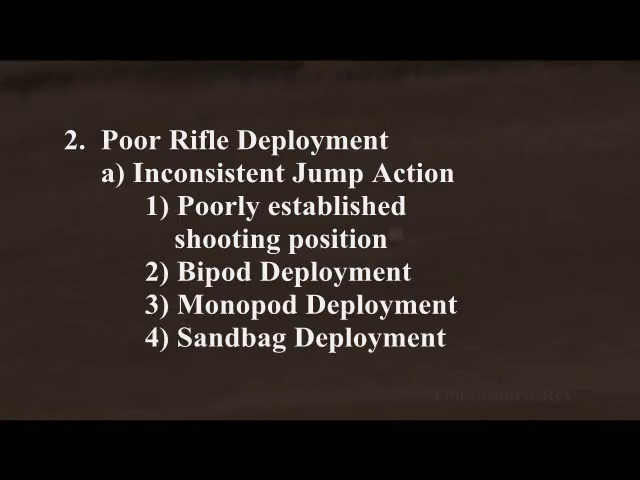 2. Poor Rifle Deployment
a) Inconsistent Jump Action
1) Poorly established
shooting position
2) Bipod Deployment
3) Monopod Deployment
4) Sandbag Deployment